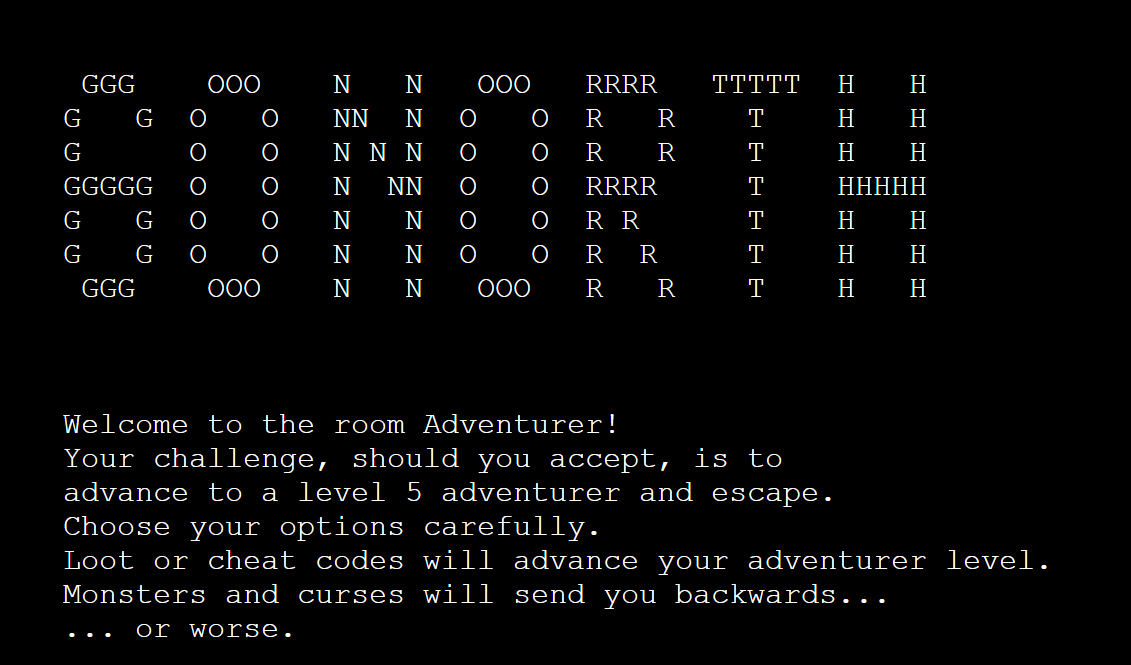 GGG    OOO    N   N   OOO   RRRR   TTTTT  H   H
G   G  O   O   NN  N  O   O  R   R    T    H   H
G      O   O   N N N  O   O  R   R    T    H   H
GGGGG  O   O   N  NN  O   O  RRRR     T    HHHHH
G   G  O   O   N   N  O   O  R R      T    H   H
G   G  O   O   N   N  O   O  R  R     T    H   H
 GGG    OOO    N   N   OOO   R   R    T    H   H
Welcome to the room Adventurer!
Your challenge, should you accept, is to
advance to a level 5 adventurer and escape.
Choose your options carefully.
Loot or cheat codes will advance your adventurer level.
Monsters and curses will send you backwards...
... or worse.